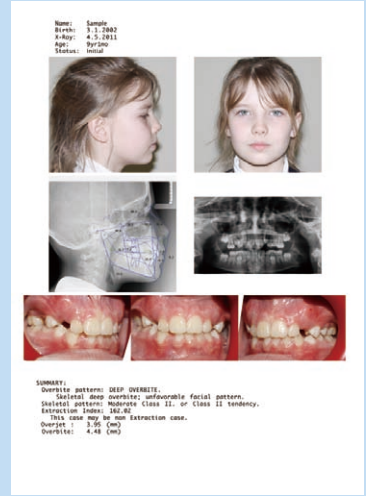 Name: Sample
Birth: 3.1.2002
X-Ray: 4.5.2011
Age: 9yr1mo
Status: Initial
SUMMARY:
Overbite pattern: DEEP OVERBITE.
Skeletal deep overbite; unfavorable facial pattern.
Skeletal pattern: Moderate Class II. or Class II tendency.
Extraction Index: 162.02
This case may be non Extraction case.
Overjet : 3.95 (mm)
Overbite: 4.48 (mm)